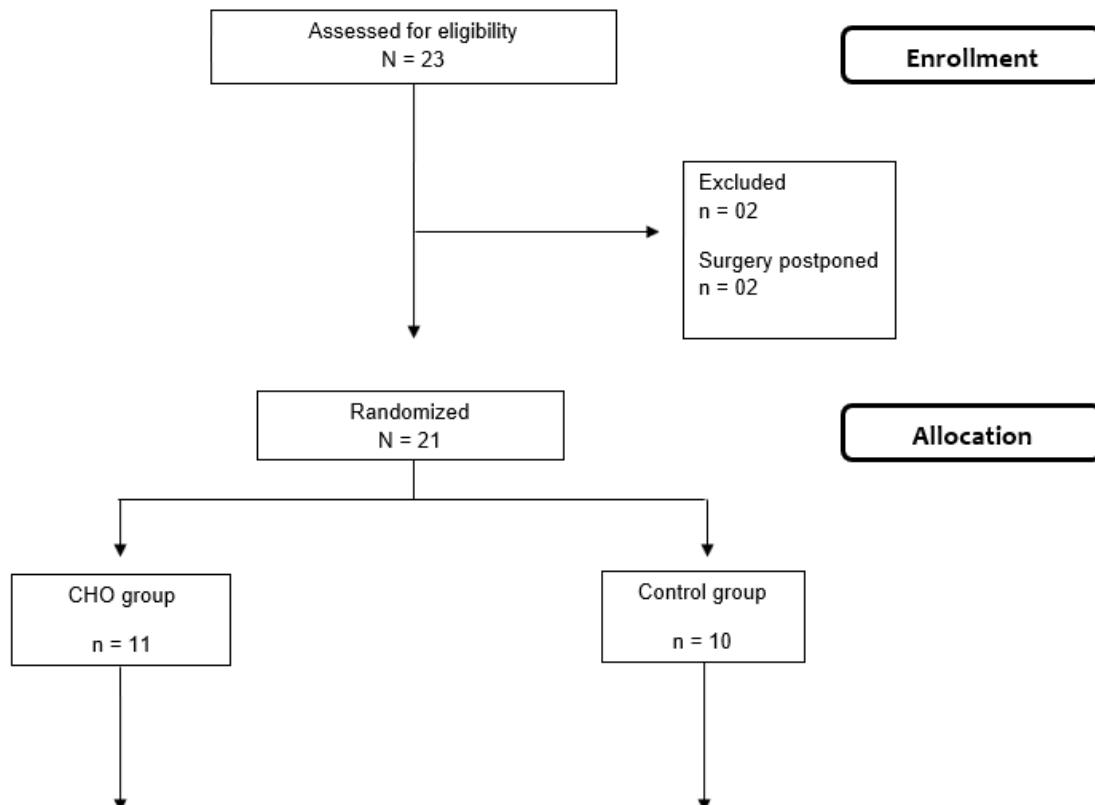 Assessed for eligibility
N = 23
Enrollment
Excluded
n = 02
Surgery postponed
n = 02
Randomized
N = 21
Allocation
CHO group
n = 11
Control group
n = 10